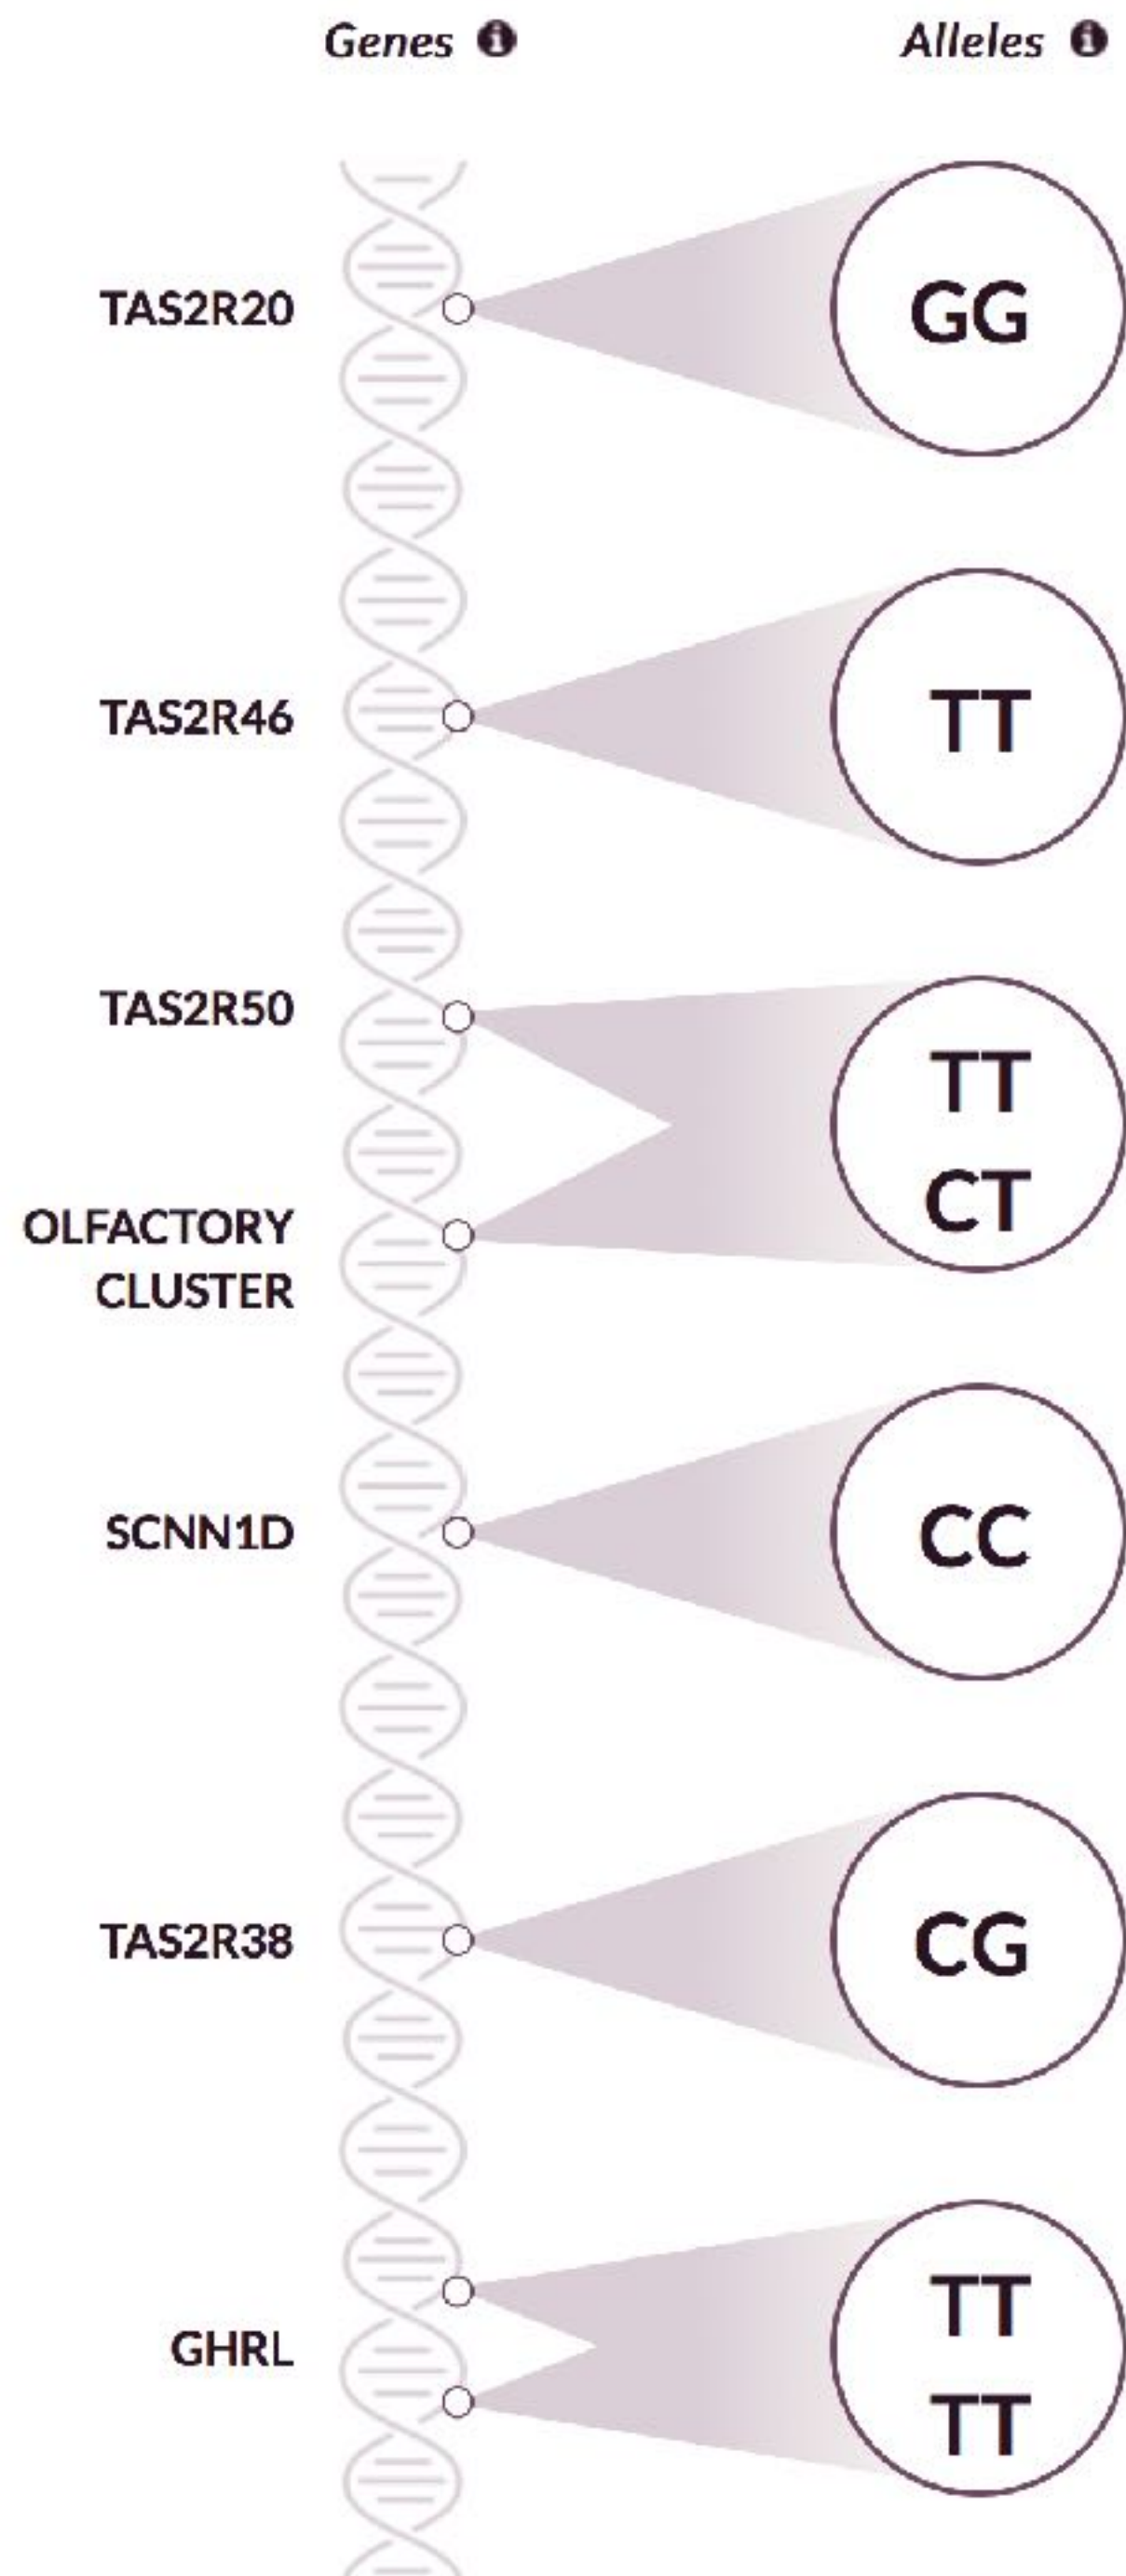 Genes Alleles
TAS2R20 GG
TAS2R46 TT
TAS2R50 TT
CT
OLFACTORY
CLUSTER
SCNN1D CC
TAS2R38 CG
TT
GHRL
TT